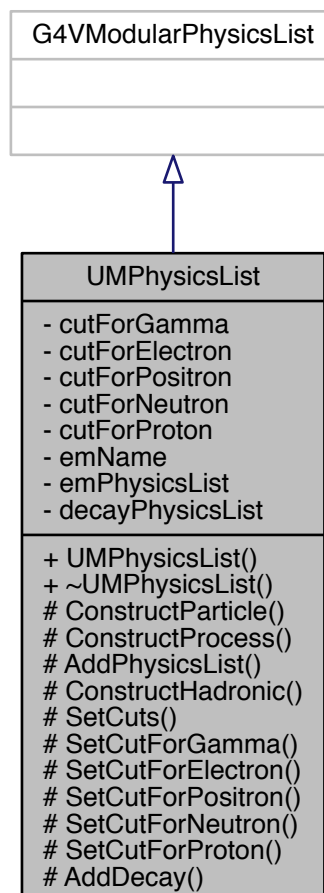 G4VModularPhysicsList
UMPhysicsList
- cutForGamma
- cutForElectron
- cutForPositron
- cutForNeutron
- cutForProton
- emName
- emPhysicsList
- decayPhysicsList
+ UMPhysicsList()
+ ~UMPhysicsList()
# ConstructParticle()
# ConstructProcess()
# AddPhysicsList()
# ConstructHadronic()
# SetCuts()
# SetCutForGamma()
# SetCutForElectron()
# SetCutForPositron()
# SetCutForNeutron()
# SetCutForProton()
# AddDecay()